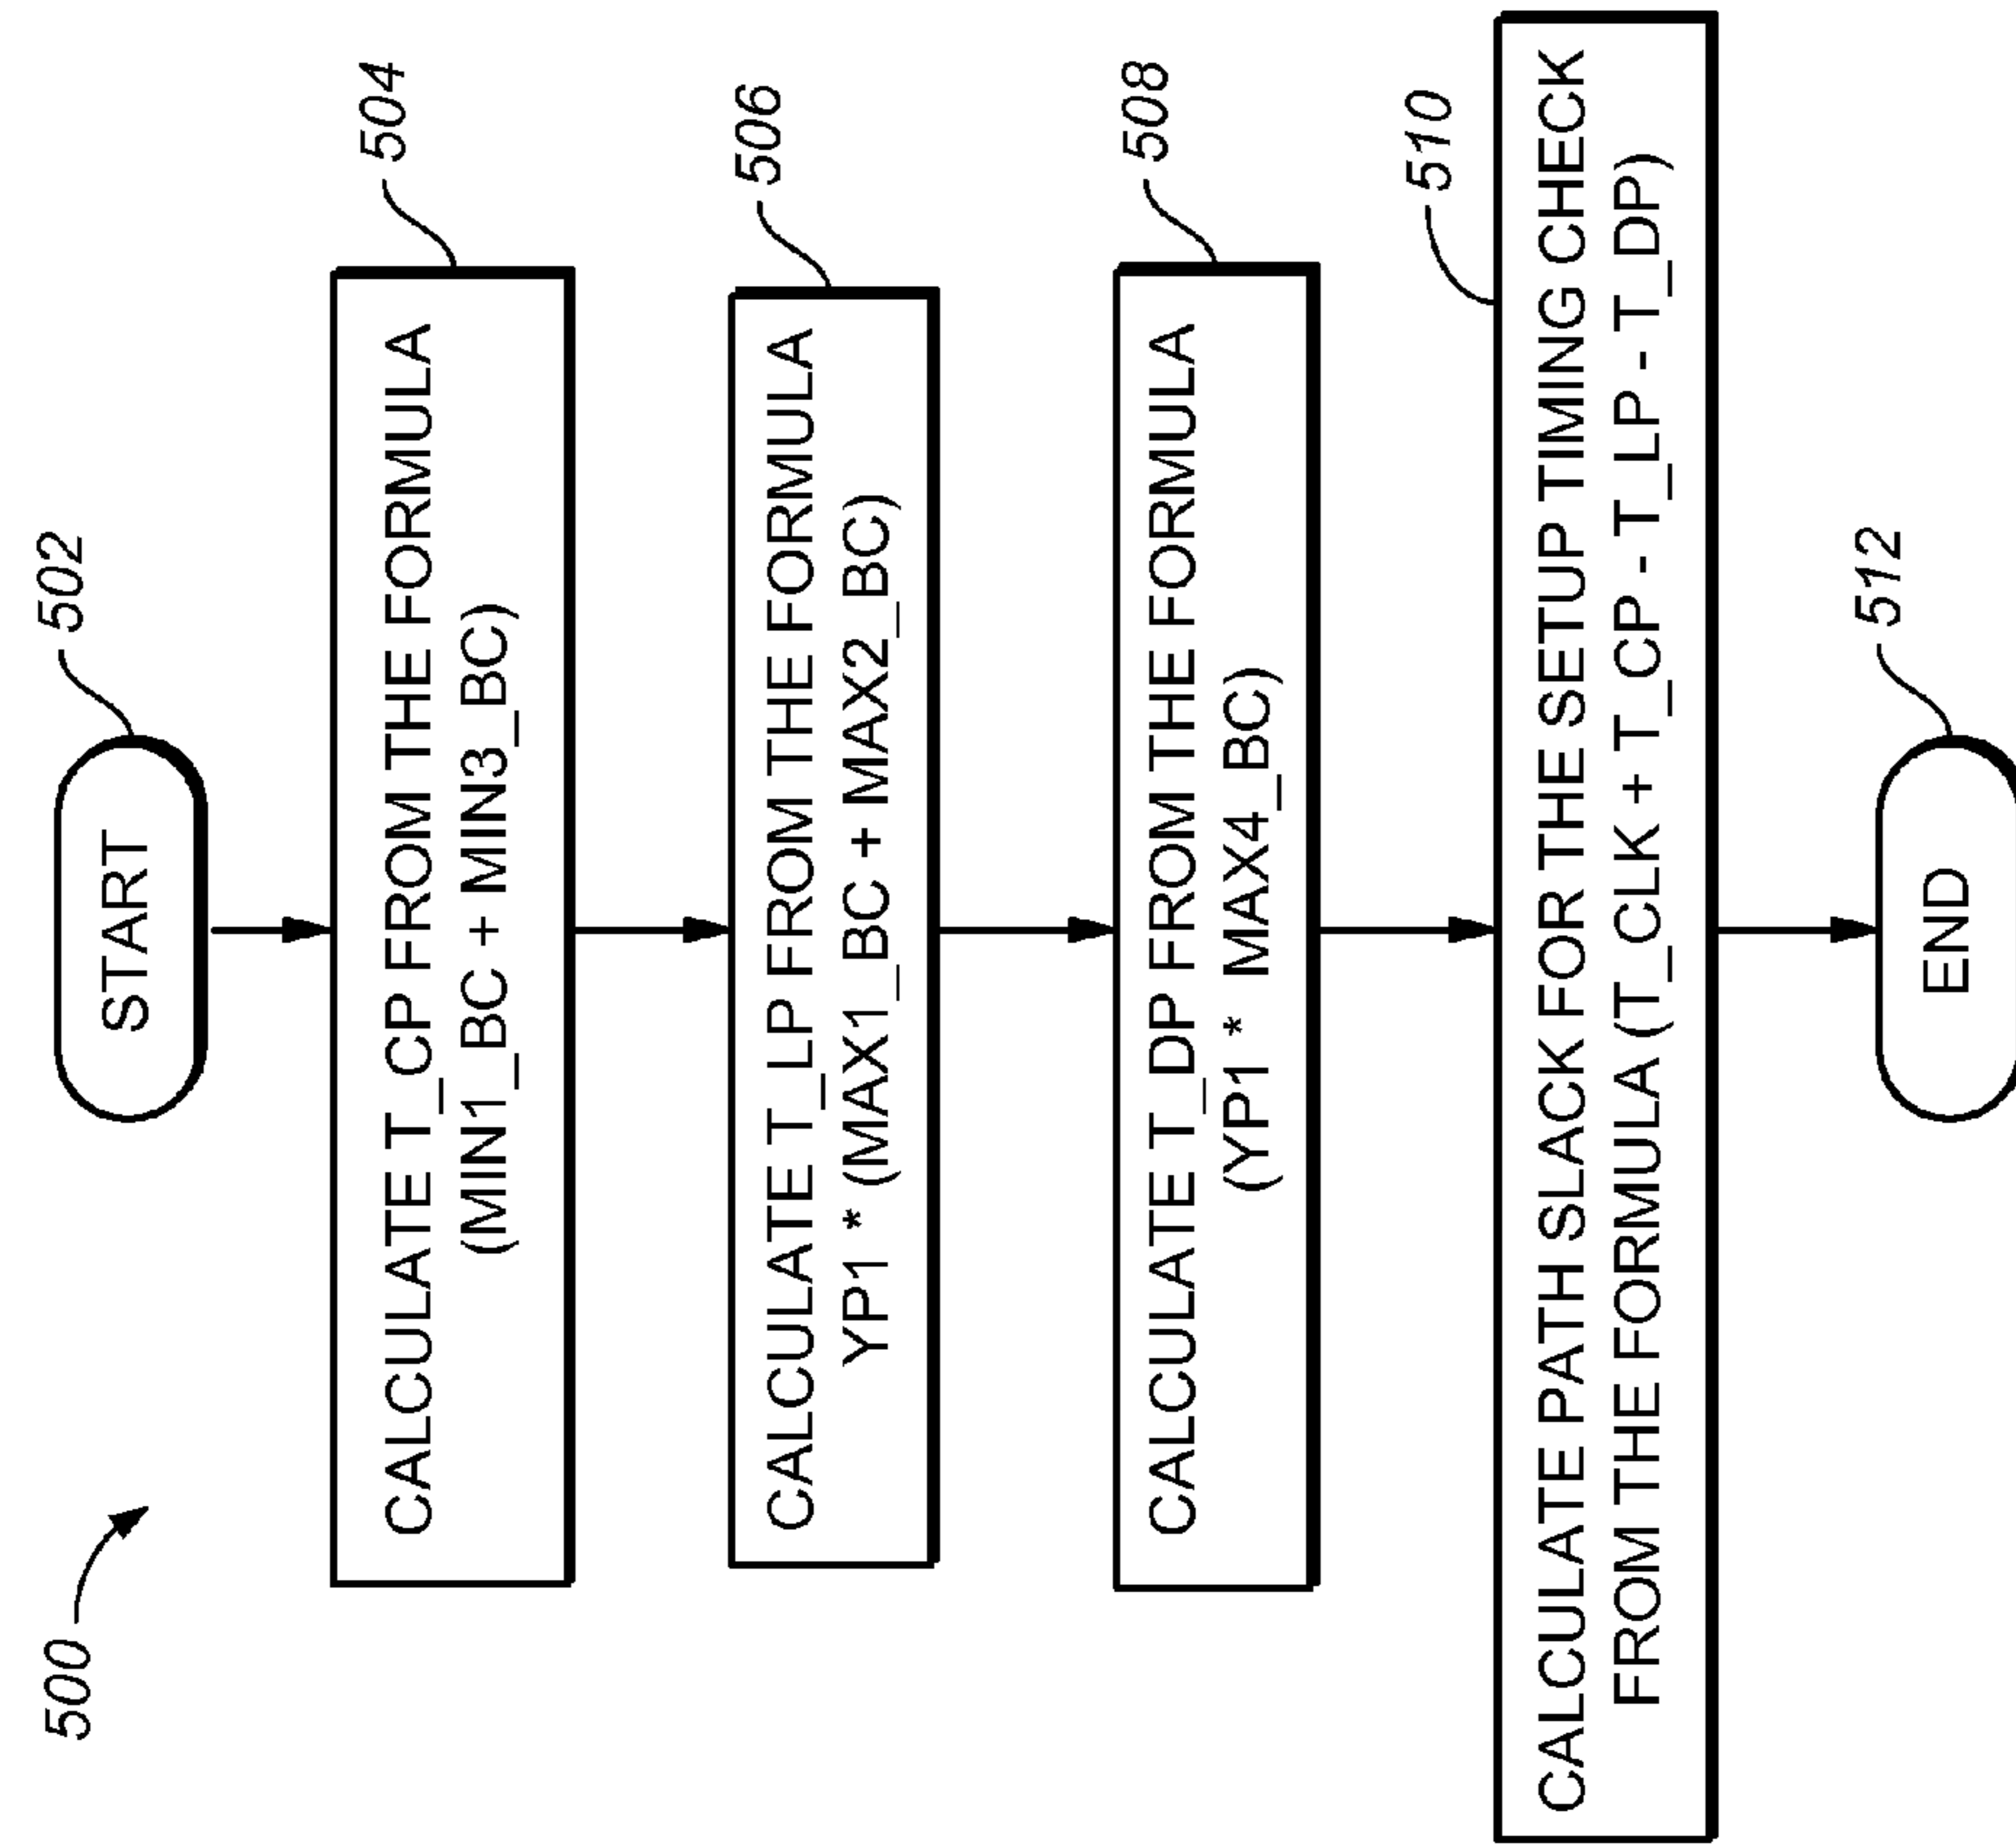 500
502
START
504
CALCULATE T_CP FROM THE FORMULA
(MIN1_BC + MIN3_BC)
506
CALCULATE T_LP FROM THE FORMULA
YP1 * (MAX1_BC + MAX2_BC)
508
CALCULATE T_DP FROM THE FORMULA
(YP1 * MAX4_BC)
510
CALCULATE PATH SLACK FOR THE SETUP TIMING CHECK
FROM THE FORMULA (T_CLK + T_CP - T_LP - T_DP)
512
END